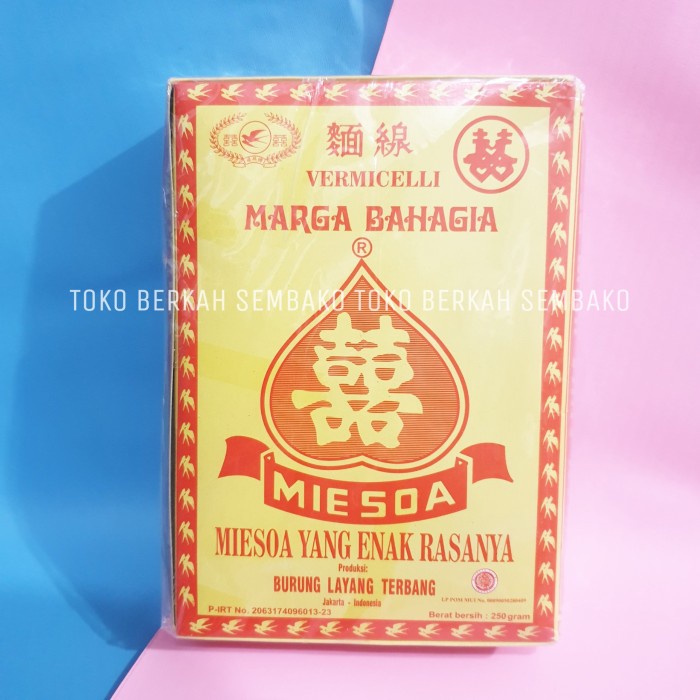 麵線
囍
VERMICELLI
MARGA BAHAGIA
®
TOKO BERKAH SEMBAKO TOKO BERKAH SEMBAKO
囍
MIE SOA
MIESOA YANG ENAK RASANYA
Produksi:
BURUNG LAYANG TERBANG
Jakarta - Indonesia
P-IRT No. 2063174096013-23
Berat bersih : 250 gram